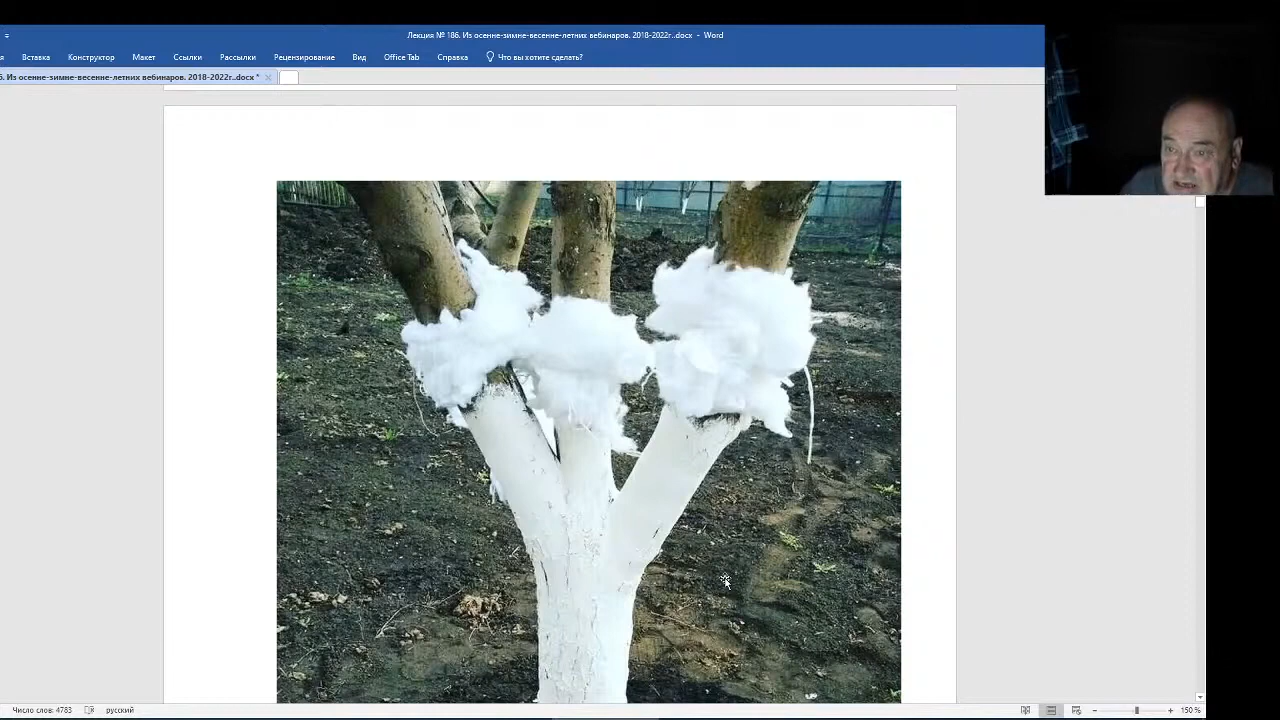 Лекция № 186. Из осенне-зимне-весенне-летних вебинаров. 2018-2022г..docx - Word
Вставка Конструктор Макет Ссылки Рассылки Рецензирование Вид Office Tab Справка Что вы хотите сделать?
6. Из осенне-зимне-весенне-летних вебинаров. 2018-2022г..docx *
Число слов: 4783 русский 150 %